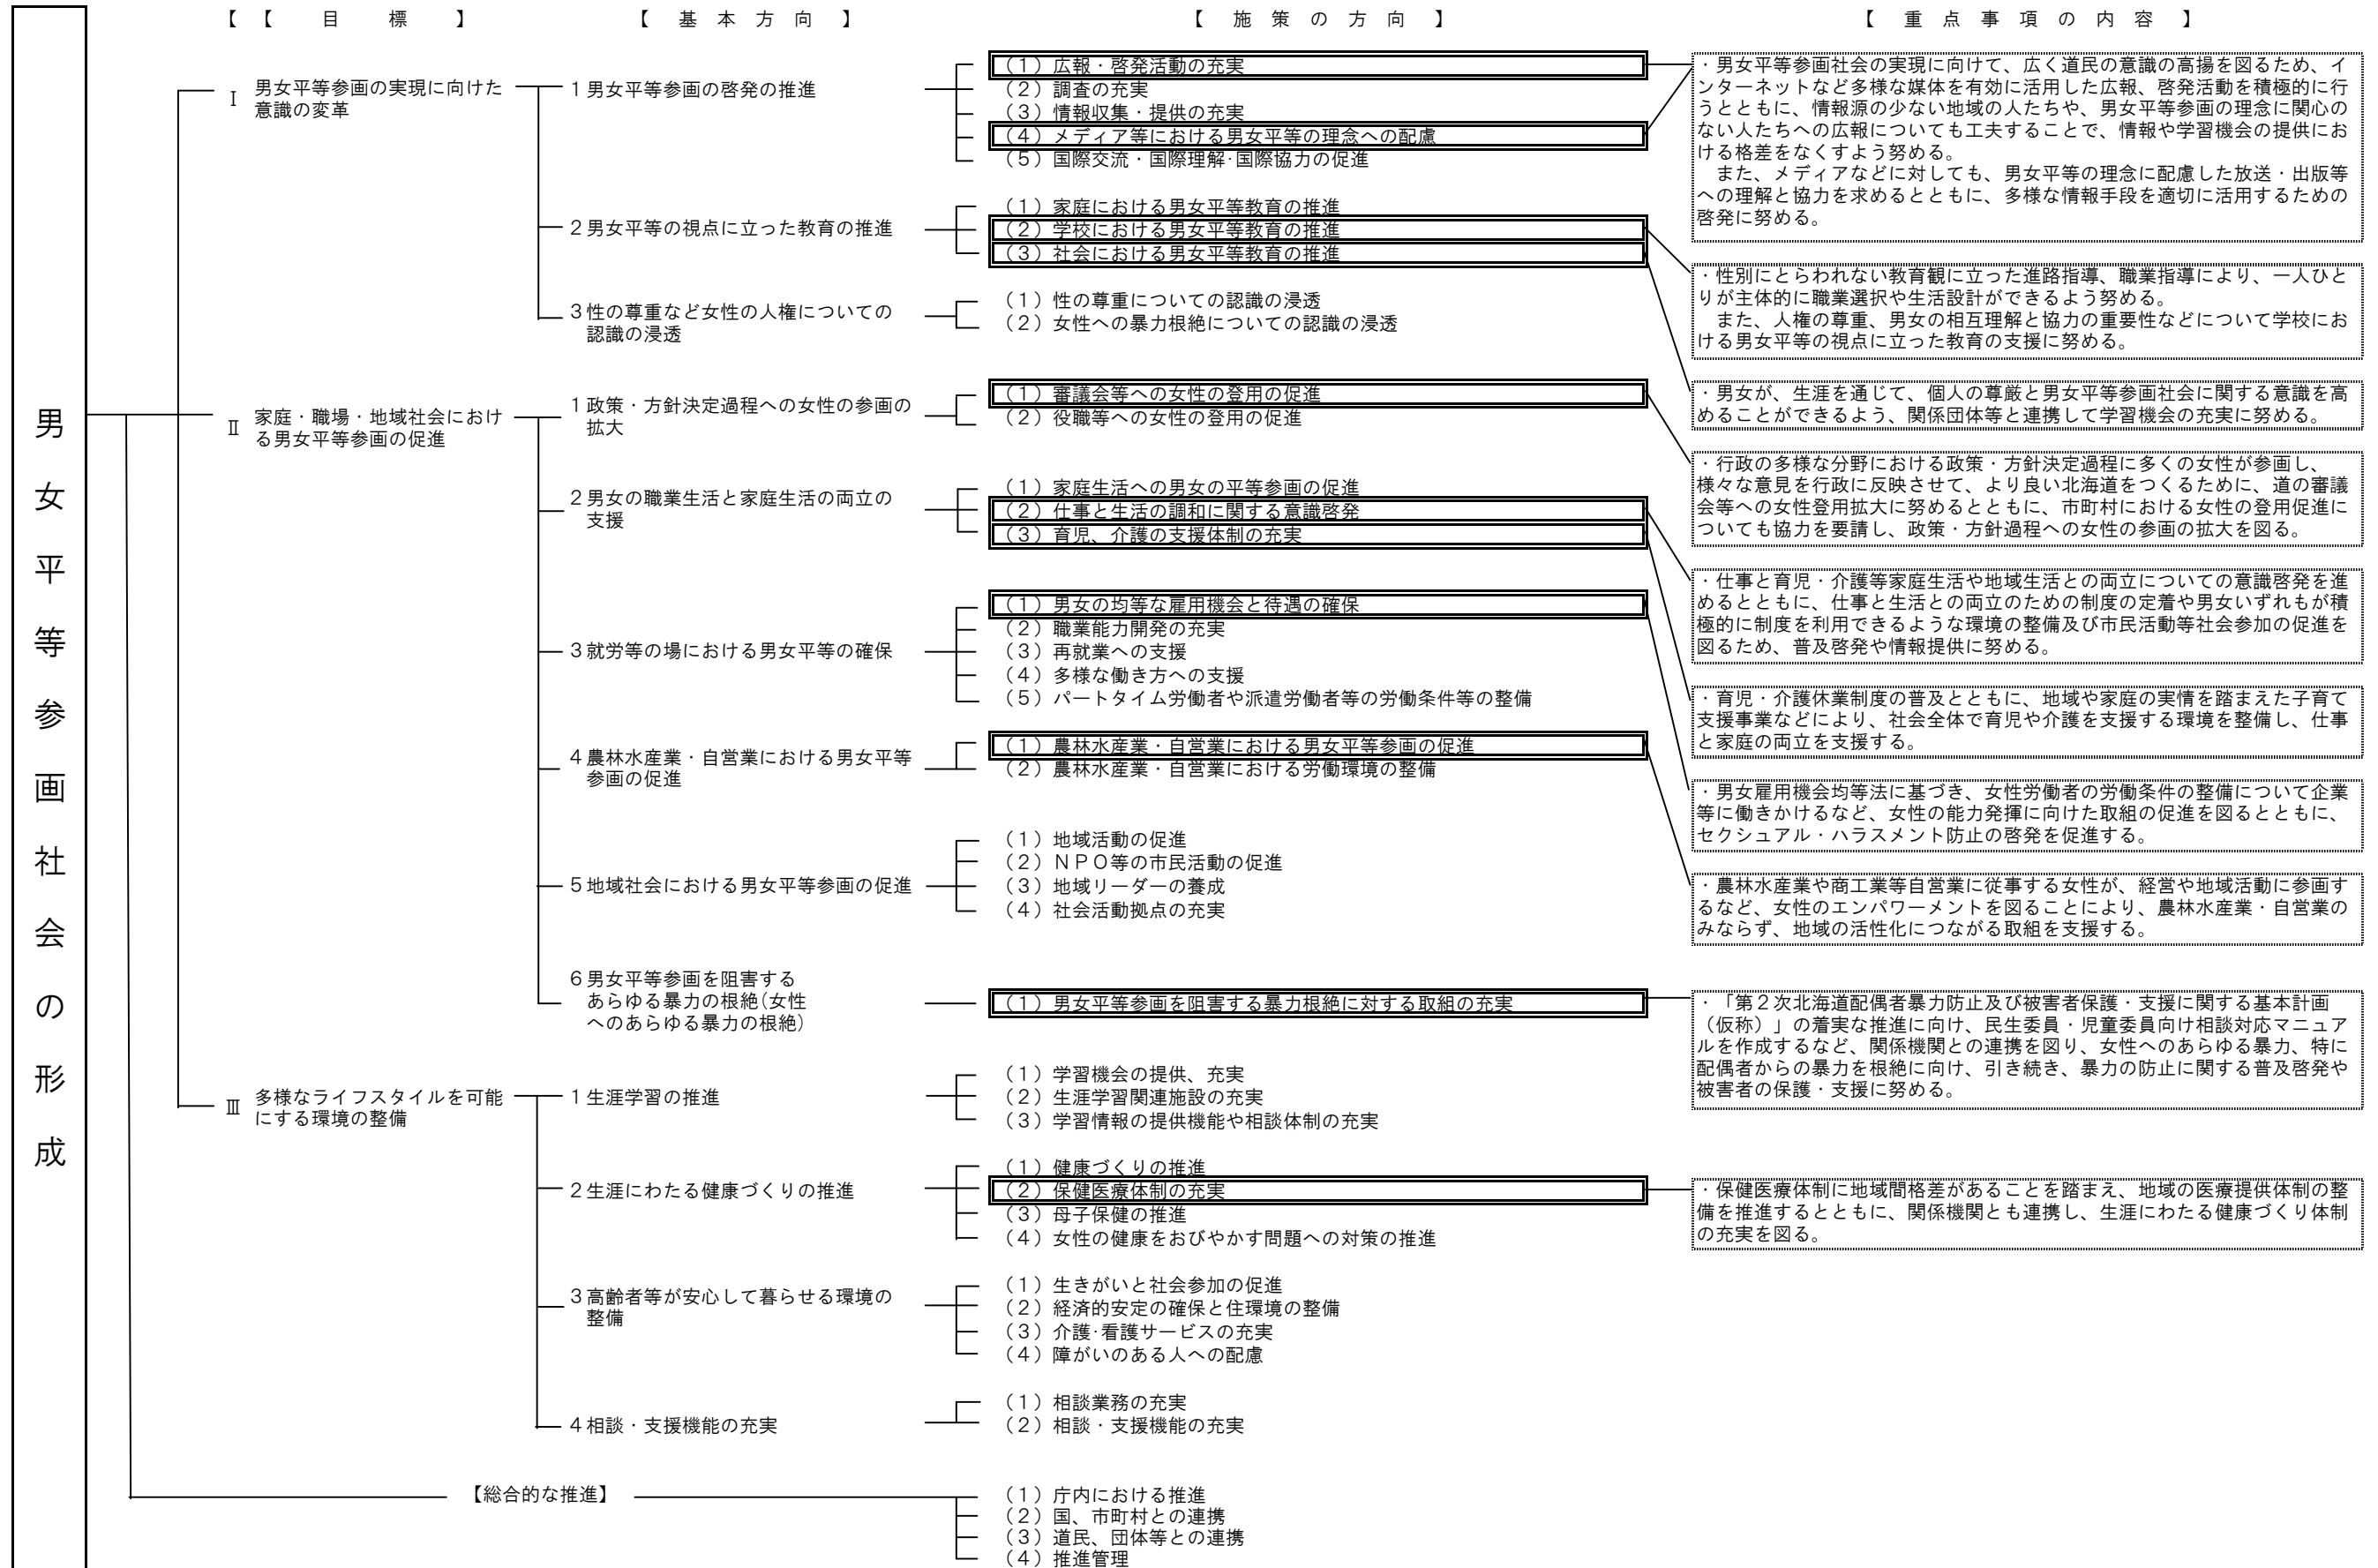 男女平等参画社会の形成
【 【 目 標 】
【 基 本 方 向 】
【 施 策 の 方 向 】
【 重 点 事 項 の 内 容 】
Ⅰ 男女平等参画の実現に向けた
意識の変革
1 男女平等参画の啓発の推進
（1）広報・啓発活動の充実
（2）調査の充実
（3）情報収集・提供の充実
（4）メディア等における男女平等の理念への配慮
（5）国際交流・国際理解･国際協力の促進
2 男女平等の視点に立った教育の推進
（1）家庭における男女平等教育の推進
（2）学校における男女平等教育の推進
（3）社会における男女平等教育の推進
3 性の尊重など女性の人権についての
認識の浸透
（1）性の尊重についての認識の浸透
（2）女性への暴力根絶についての認識の浸透
Ⅱ 家庭・職場・地域社会におけ
る男女平等参画の促進
1 政策・方針決定過程への女性の参画の
拡大
（1）審議会等への女性の登用の促進
（2）役職等への女性の登用の促進
2 男女の職業生活と家庭生活の両立の
支援
（1）家庭生活への男女の平等参画の促進
（2）仕事と生活の調和に関する意識啓発
（3）育児、介護の支援体制の充実
3 就労等の場における男女平等の確保
（1）男女の均等な雇用機会と待遇の確保
（2）職業能力開発の充実
（3）再就業への支援
（4）多様な働き方への支援
（5）パートタイム労働者や派遣労働者等の労働条件等の整備
4 農林水産業・自営業における男女平等
参画の促進
（1）農林水産業・自営業における男女平等参画の促進
（2）農林水産業・自営業における労働環境の整備
5 地域社会における男女平等参画の促進
（1）地域活動の促進
（2）ＮＰＯ等の市民活動の促進
（3）地域リーダーの養成
（4）社会活動拠点の充実
6 男女平等参画を阻害する
あらゆる暴力の根絶（女性
へのあらゆる暴力の根絶）
（1）男女平等参画を阻害する暴力根絶に対する取組の充実
Ⅲ 多様なライフスタイルを可能
にする環境の整備
1 生涯学習の推進
（1）学習機会の提供、充実
（2）生涯学習関連施設の充実
（3）学習情報の提供機能や相談体制の充実
2 生涯にわたる健康づくりの推進
（1）健康づくりの推進
（2）保健医療体制の充実
（3）母子保健の推進
（4）女性の健康をおびやかす問題への対策の推進
3 高齢者等が安心して暮らせる環境の
整備
（1）生きがいと社会参加の促進
（2）経済的安定の確保と住環境の整備
（3）介護･看護サービスの充実
（4）障がいのある人への配慮
4 相談・支援機能の充実
（1）相談業務の充実
（2）相談・支援機能の充実
【総合的な推進】
（1）庁内における推進
（2）国、市町村との連携
（3）道民、団体等との連携
（4）推進管理
・男女平等参画社会の実現に向けて、広く道民の意識の高揚を図るため、イ
ンターネットなど多様な媒体を有効に活用した広報、啓発活動を積極的に行
うとともに、情報源の少ない地域の人たちや、男女平等参画の理念に関心の
ない人たちへの広報についても工夫することで、情報や学習機会の提供にお
ける格差をなくすよう努める。
また、メディアなどに対しても、男女平等の理念に配慮した放送・出版等
への理解と協力を求めるとともに、多様な情報手段を適切に活用するための
啓発に努める。
・性別にとらわれない教育観に立った進路指導、職業指導により、一人ひと
りが主体的に職業選択や生活設計ができるよう努める。
また、人権の尊重、男女の相互理解と協力の重要性などについて学校にお
ける男女平等の視点に立った教育の支援に努める。
・男女が、生涯を通じて、個人の尊厳と男女平等参画社会に関する意識を高
めることができるよう、関係団体等と連携して学習機会の充実に努める。
・行政の多様な分野における政策・方針決定過程に多くの女性が参画し、
様々な意見を行政に反映させて、より良い北海道をつくるために、道の審議
会等への女性登用拡大に努めるとともに、市町村における女性の登用促進に
ついても協力を要請し、政策・方針過程への女性の参画の拡大を図る。
・仕事と育児・介護等家庭生活や地域生活との両立についての意識啓発を進
めるとともに、仕事と生活との両立のための制度の定着や男女いずれもが積
極的に制度を利用できるような環境の整備及び市民活動等社会参加の促進を
図るため、普及啓発や情報提供に努める。
・育児・介護休業制度の普及とともに、地域や家庭の実情を踏まえた子育て
支援事業などにより、社会全体で育児や介護を支援する環境を整備し、仕事
と家庭の両立を支援する。
・男女雇用機会均等法に基づき、女性労働者の労働条件の整備について企業
等に働きかけるなど、女性の能力発揮に向けた取組の促進を図るとともに、
セクシュアル・ハラスメント防止の啓発を促進する。
・農林水産業や商工業等自営業に従事する女性が、経営や地域活動に参画す
るなど、女性のエンパワーメントを図ることにより、農林水産業・自営業の
みならず、地域の活性化につながる取組を支援する。
・「第２次北海道配偶者暴力防止及び被害者保護・支援に関する基本計画
（仮称）」の着実な推進に向け、民生委員・児童委員向け相談対応マニュア
ルを作成するなど、関係機関との連携を図り、女性へのあらゆる暴力、特に
配偶者からの暴力を根絶に向け、引き続き、暴力の防止に関する普及啓発や
被害者の保護・支援に努める。
・保健医療体制に地域間格差があることを踏まえ、地域の医療提供体制の整
備を推進するとともに、関係機関とも連携し、生涯にわたる健康づくり体制
の充実を図る。